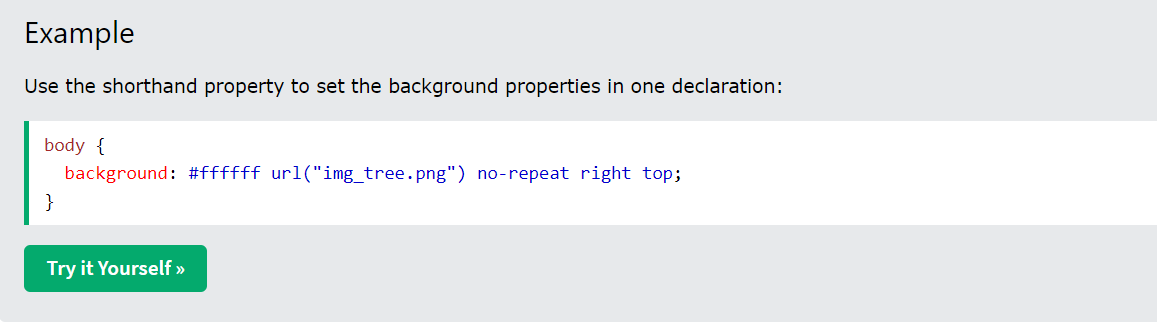 Example
Use the shorthand property to set the background properties in one declaration:
body {
  background: #ffffff url("img_tree.png") no-repeat right top;
}
Try it Yourself »